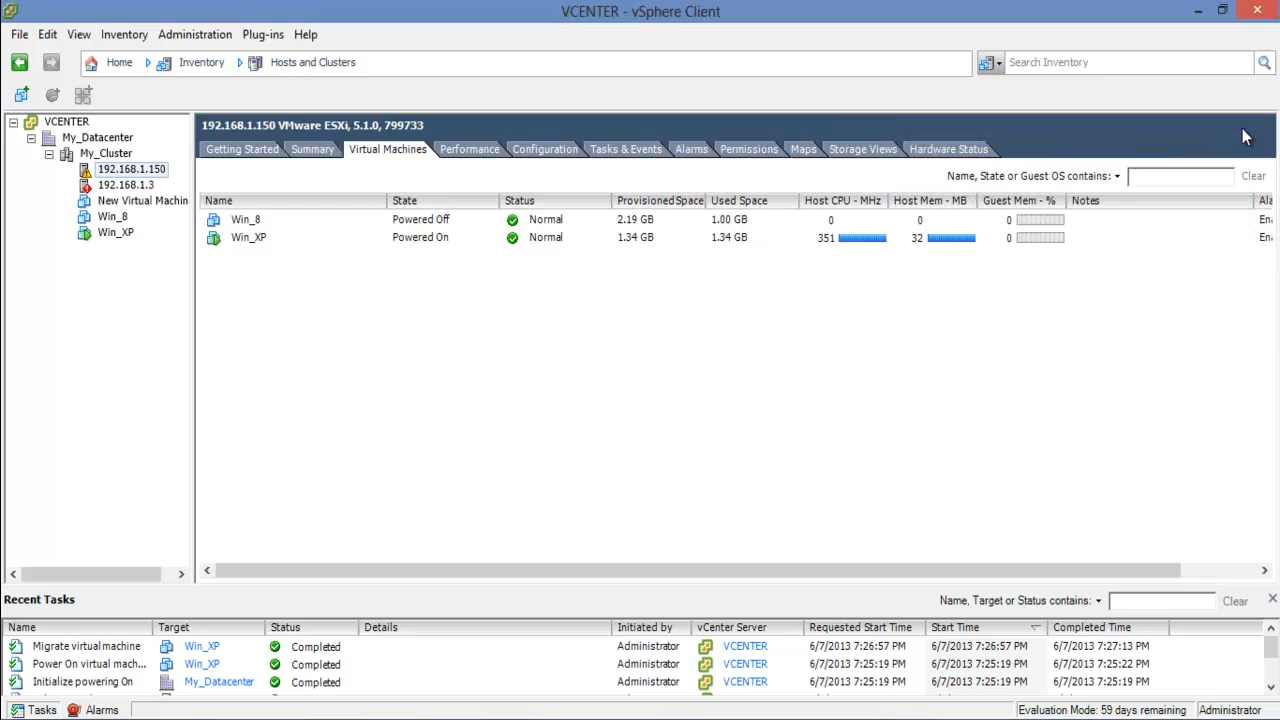 VCENTER - vSphere Client
File Edit View Inventory Administration Plug-ins Help
Home Inventory Hosts and Clusters Search Inventory
VCENTER
My_Datacenter
My_Cluster
192.168.1.150
192.168.1.3
New Virtual Machin
Win_8
Win_XP
192.168.1.150 VMware ESXi, 5.1.0, 799733
Getting Started Summary Virtual Machines Performance Configuration Tasks & Events Alarms Permissions Maps Storage Views Hardware Status
Name, State or Guest OS contains: Clear
Name State Status Provisioned Space Used Space Host CPU - MHz Host Mem - MB Guest Mem - % Notes Ala
Win_8 Powered Off Normal 2.19 GB 1.00 GB 0 0 0 Ena
Win_XP Powered On Normal 1.34 GB 1.34 GB 351 32 0 Ena
Recent Tasks Name, Target or Status contains: Clear
Name Target Status Details Initiated by vCenter Server Requested Start Time Start Time Completed Time
Migrate virtual machine Win_XP Completed Administrator VCENTER 6/7/2013 7:26:57 PM 6/7/2013 7:26:57 PM 6/7/2013 7:27:13 PM
Power On virtual mach... Win_XP Completed Administrator VCENTER 6/7/2013 7:25:19 PM 6/7/2013 7:25:19 PM 6/7/2013 7:25:22 PM
Initialize powering On My_Datacenter Completed Administrator VCENTER 6/7/2013 7:25:19 PM 6/7/2013 7:25:19 PM 6/7/2013 7:25:19 PM
Tasks Alarms Evaluation Mode: 59 days remaining Administrator